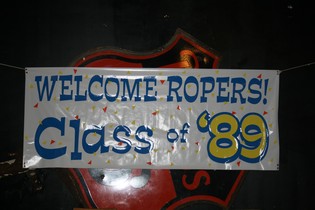 WELCOME ROPERS!
Class of '89
S